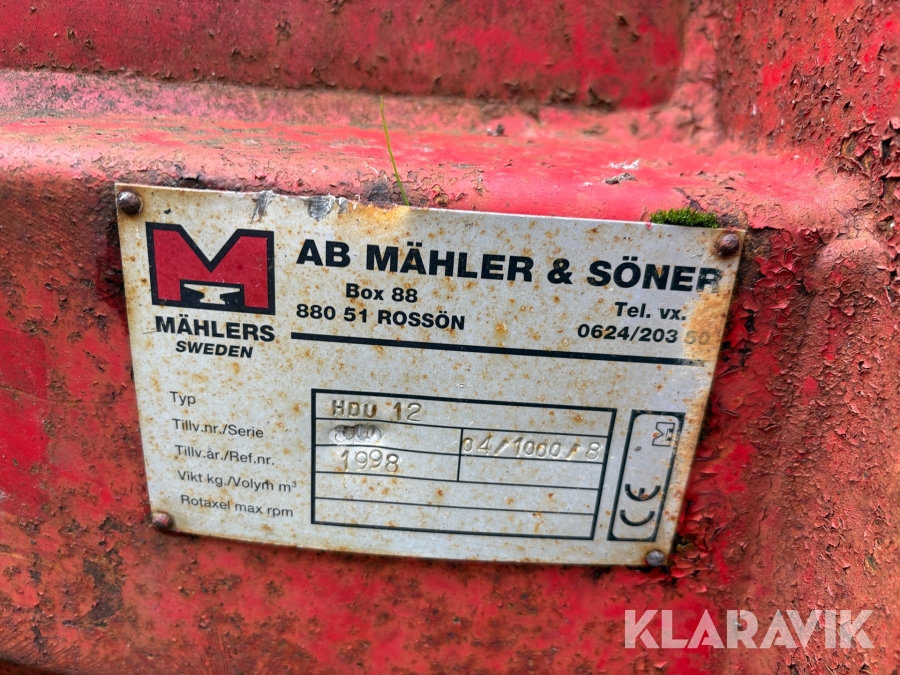 M
MÄHLERS
SWEDEN
AB MÄHLER & SÖNER
Box 88
880 51 ROSSÖN
Tel. vx.
0624/203 50
Typ HDU 12
Tillv.nr./Serie 04/1000/8
Tillv.år./Ref.nr. 1998
Vikt kg./Volym m³
Rotaxel max rpm
M
CE
KLARAVIK